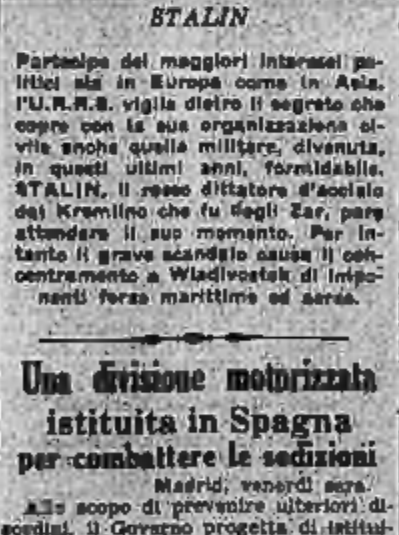 STALIN
Partecipe dei maggiori interessi po-
litici sia in Europa come in Asia,
l'U.R.S.S. vigila dietro il segreto che
copre con la sua organizzazione ci-
vile anche quella militare, divenuta,
in questi ultimi anni, formidabile.
STALIN, il rosso dittatore d'acciaio
del Kremlino che fu degli Zar, pare
attendere il suo momento. Per in-
tanto il grave scandalo causa il con-
centramento a Wladivostok di impo-
nenti forze marittime ed aeree.
Una divisione motorizzata
istituita in Spagna
per combattere le sedizioni
Madrid, venerdì sera.
Allo scopo di prevenire ulteriori di-
sordini, il Governo progetta di istitui-